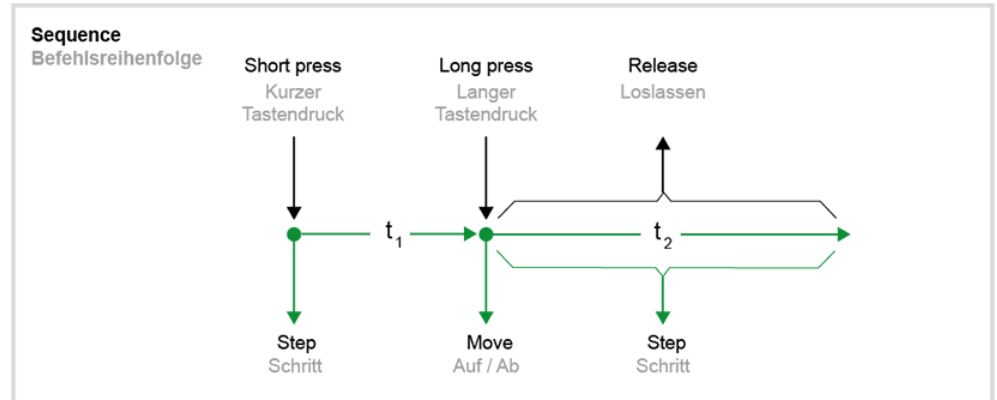 Sequence
Befehlsreihenfolge
Short press
Kurzer
Tastendruck
Long press
Langer
Tastendruck
Release
Loslassen
t1
t2
Step
Schritt
Move
Auf / Ab
Step
Schritt